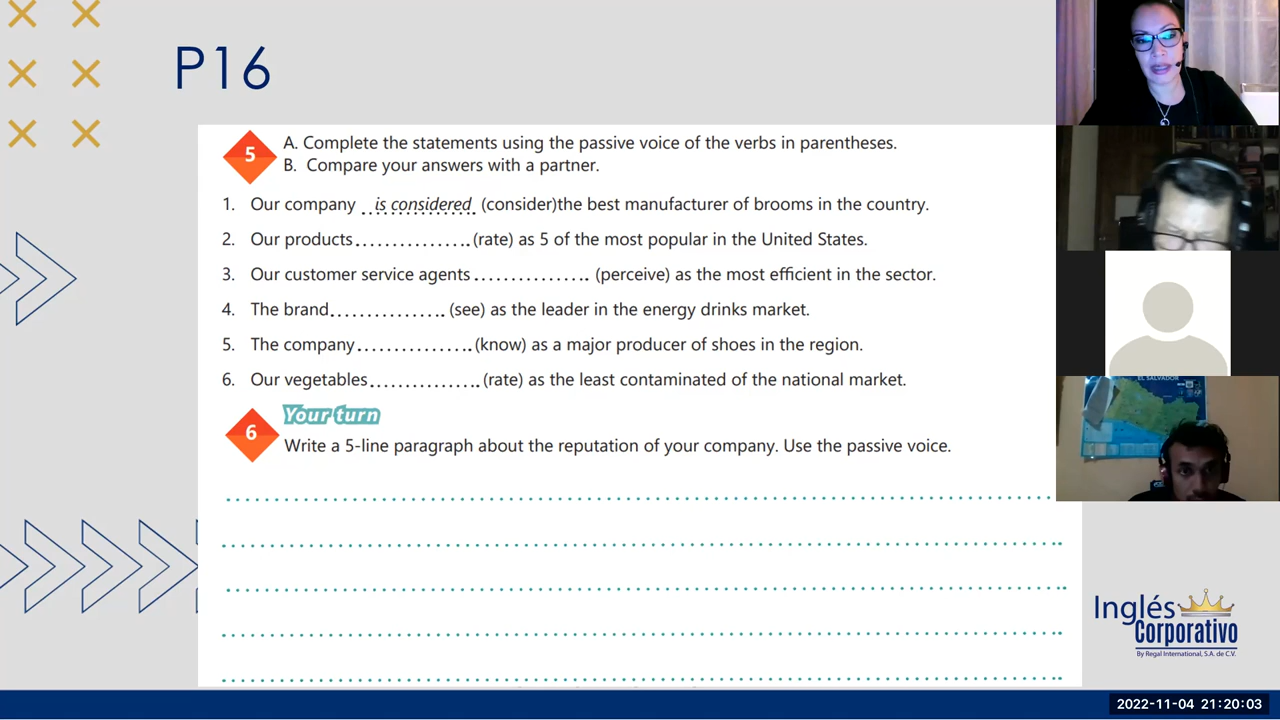 P16
5
A. Complete the statements using the passive voice of the verbs in parentheses.
B. Compare your answers with a partner.
1. Our company ...is considered... (consider)the best manufacturer of brooms in the country.
2. Our products................(rate) as 5 of the most popular in the United States.
3. Our customer service agents................ (perceive) as the most efficient in the sector.
4. The brand................ (see) as the leader in the energy drinks market.
5. The company................(know) as a major producer of shoes in the region.
6. Our vegetables................(rate) as the least contaminated of the national market.
Your turn
6
Write a 5-line paragraph about the reputation of your company. Use the passive voice.
EL SALVADOR
Inglés
Corporativo
By Regal International, S.A. de C.V.
2022-11-04 21:20:03